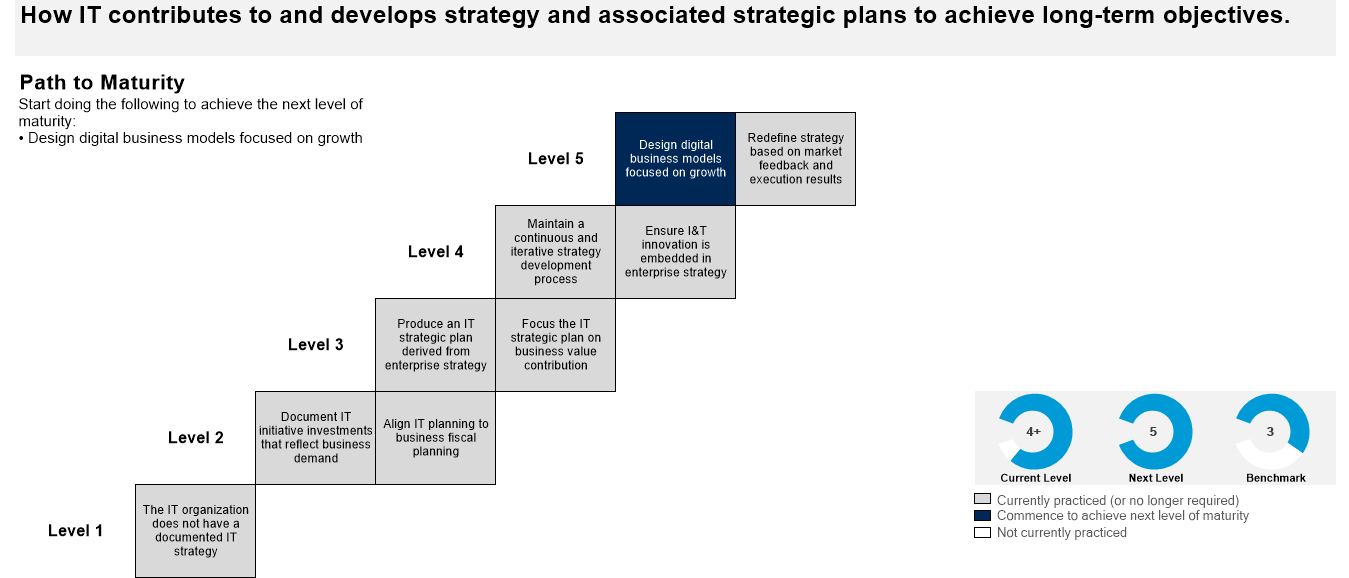 How IT contributes to and develops strategy and associated strategic plans to achieve long-term objectives.
Path to Maturity
Start doing the following to achieve the next level of
maturity:
• Design digital business models focused on growth
Level 5
Design digital
business models
focused on growth
Redefine strategy
based on market
feedback and
execution results
Level 4
Maintain a
continuous and
iterative strategy
development
process
Ensure I&T
innovation is
embedded in
enterprise strategy
Level 3
Produce an IT
strategic plan
derived from
enterprise strategy
Focus the IT
strategic plan on
business value
contribution
Level 2
Document IT
initiative investments
that reflect business
demand
Align IT planning to
business fiscal
planning
Level 1
The IT organization
does not have a
documented IT
strategy
4+
Current Level
5
Next Level
3
Benchmark
Currently practiced (or no longer required)
Commence to achieve next level of maturity
Not currently practiced